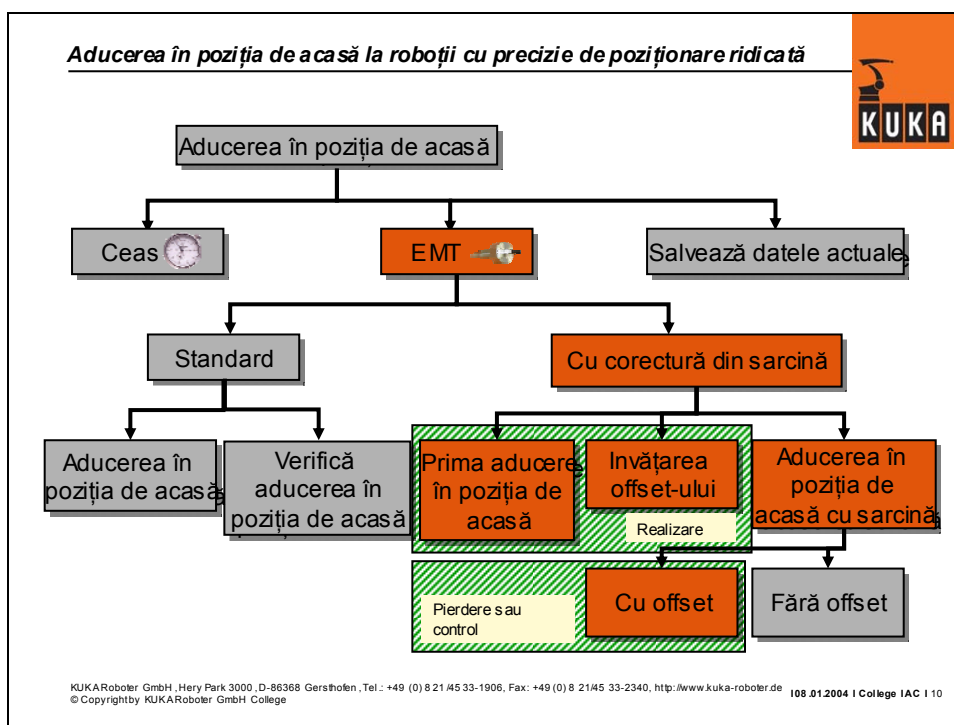 Aducerea în poziția de acasă la roboții cu precizie de poziționare ridicată
KUKA
Aducerea în poziția de acasă
Ceas
EMT
Salvează datele actuale
Standard
Cu corectură din sarcină
Aducerea în
poziția de acasă
Verifică
aducerea în
poziția de acasă
Prima aducere
în poziția de
acasă
Invățarea
offset-ului
Realizare
Aducerea în
poziția de
acasă cu sarcină
Pierdere sau
control
Cu offset
Fără offset
KUKA Roboter GmbH, Hery Park 3000, D-86368 Gersthofen, Tel.: +49 (0) 8 21 /45 33-1906, Fax: +49 (0) 8 21/45 33-2340, http://www.kuka-roboter.de
© Copyright by KUKA Roboter GmbH College
I 08.01.2004 I College I AC I 10